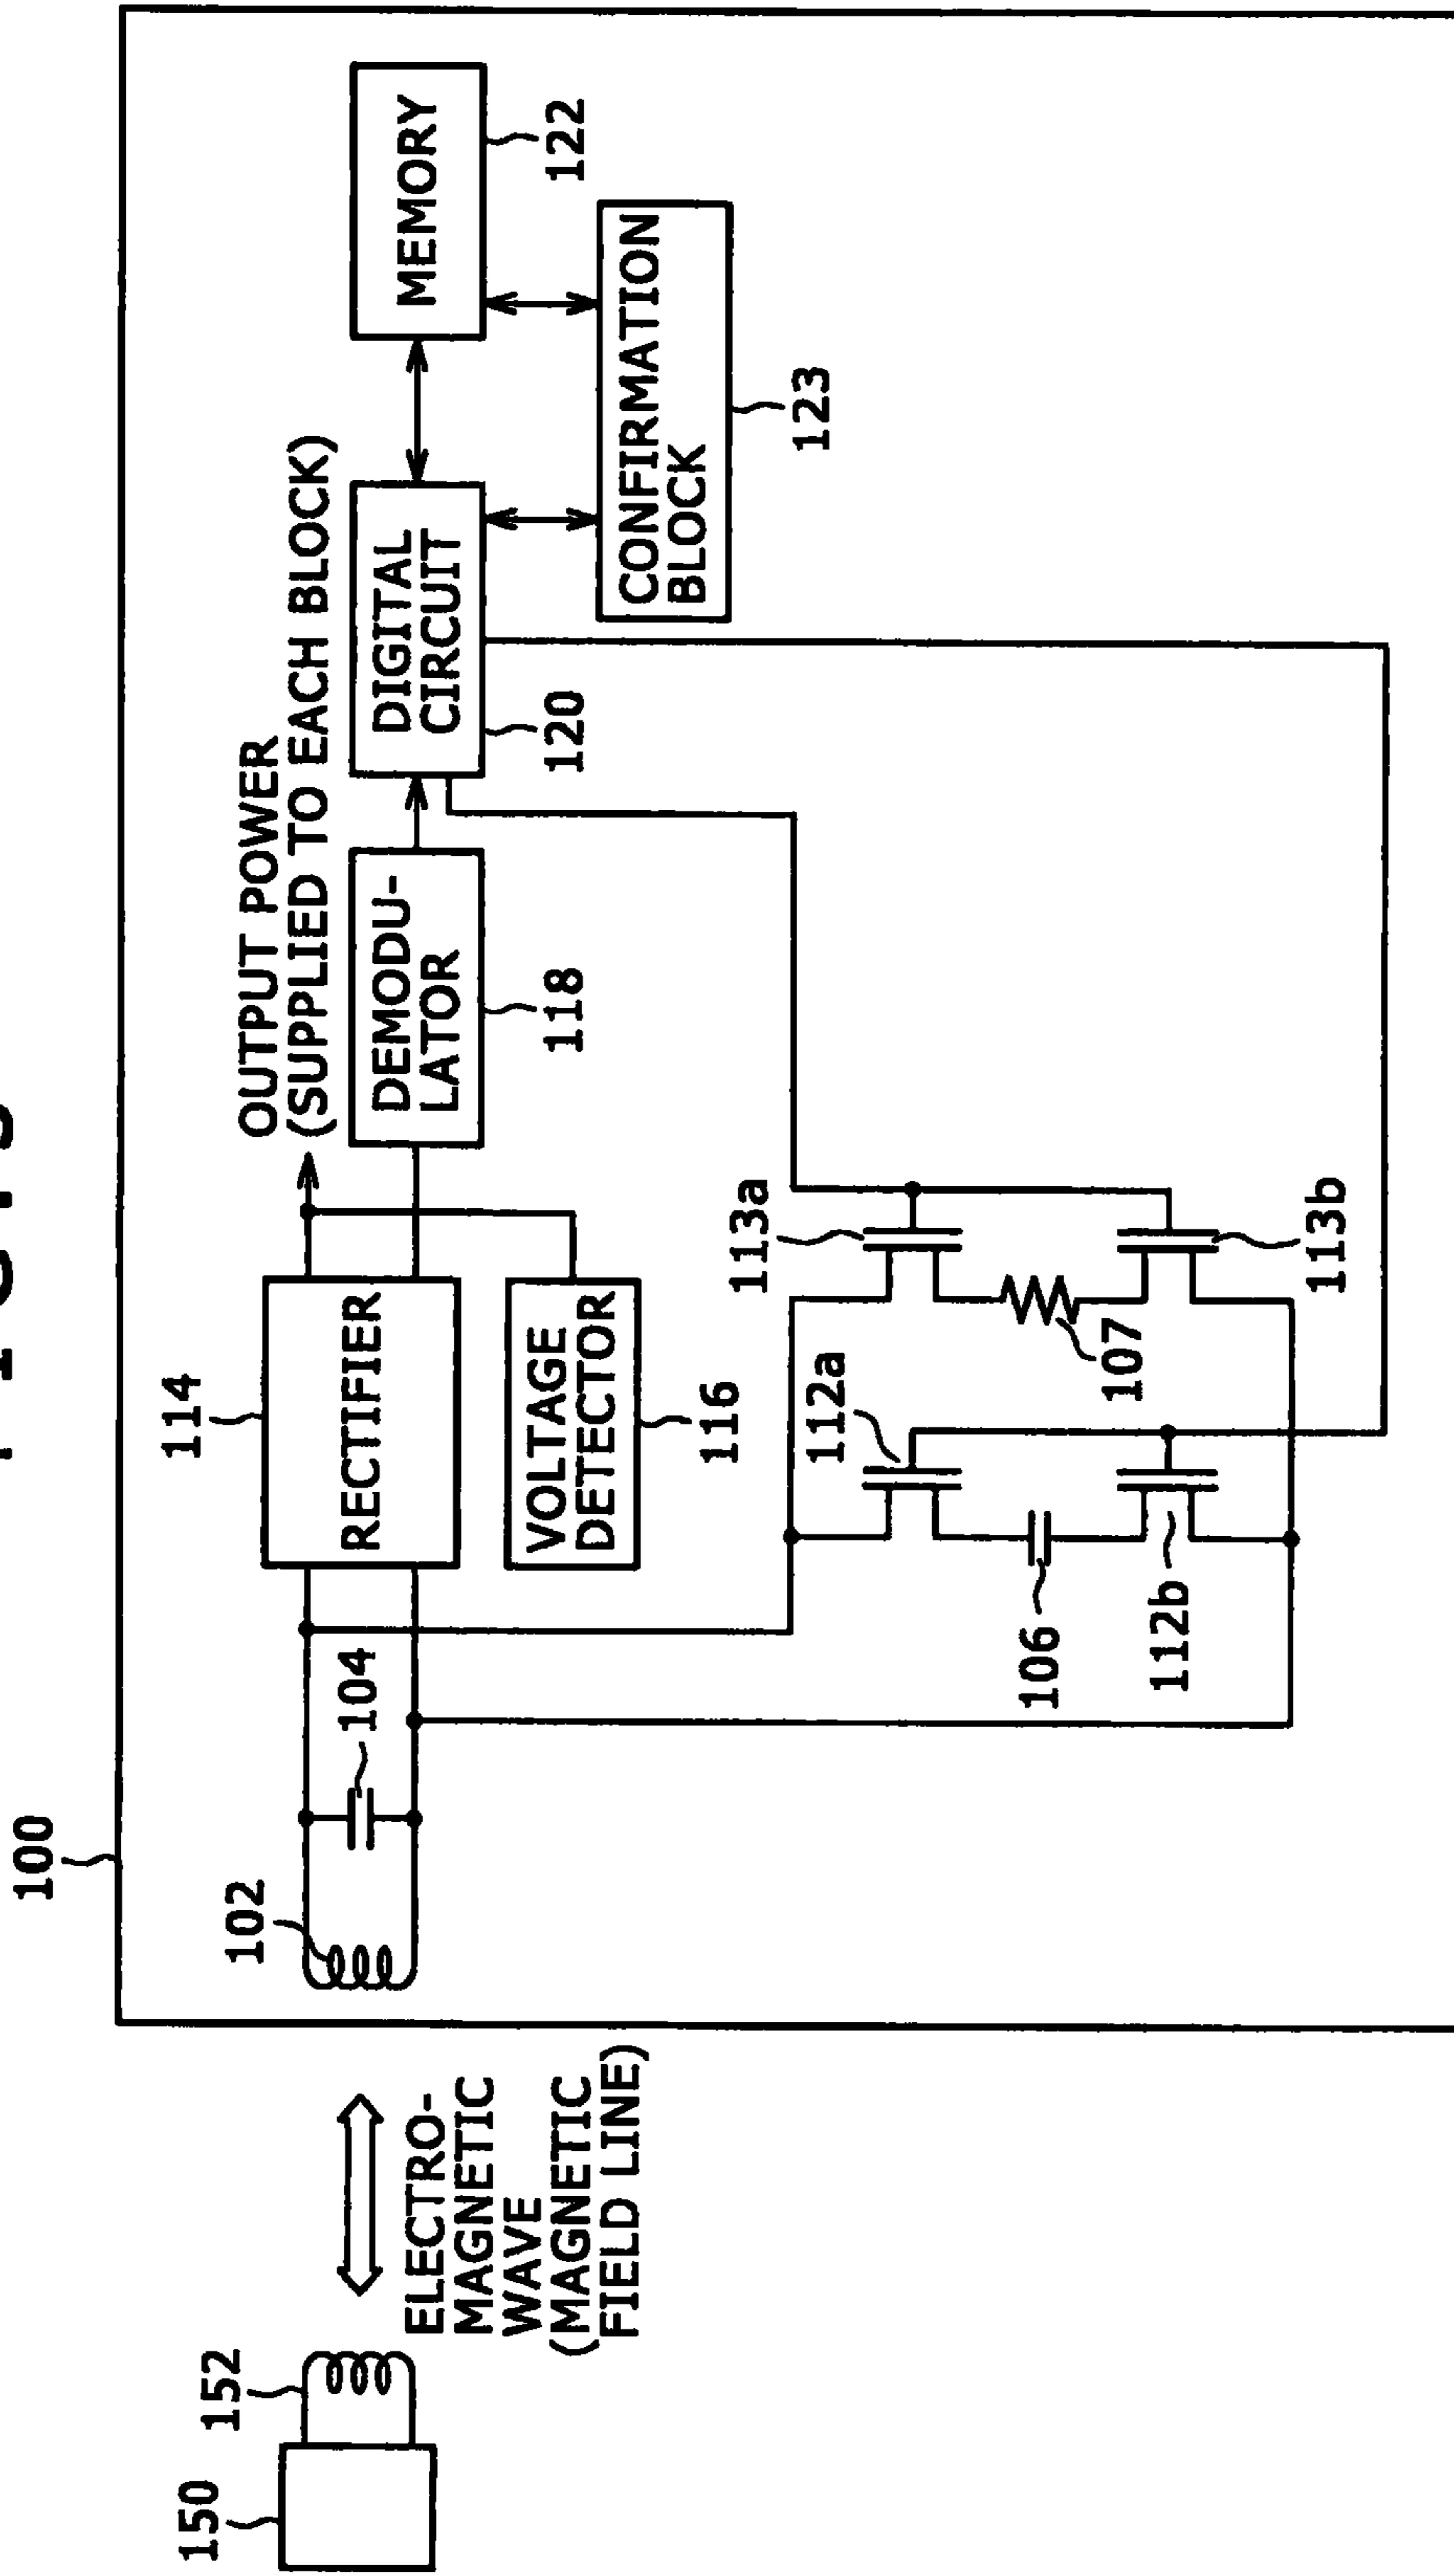 100
150
152
ELECTRO-
MAGNETIC
WAVE
(MAGNETIC
FIELD LINE)
102
104
114
RECTIFIER
VOLTAGE
DETECTOR
116
OUTPUT POWER
(SUPPLIED TO EACH BLOCK)
DEMODU-
LATOR
118
DIGITAL
CIRCUIT
120
MEMORY
122
CONFIRMATION
BLOCK
123
112a
106
112b
113a
107
113b